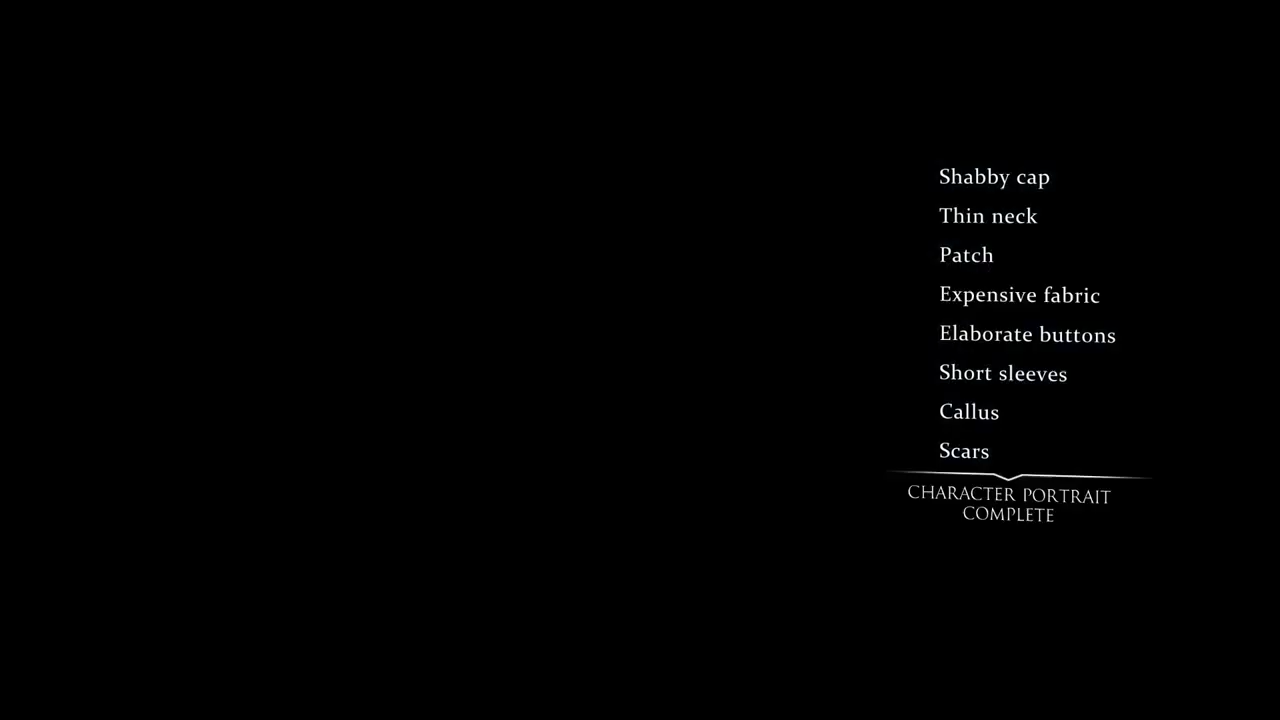 Shabby cap
Thin neck
Patch
Expensive fabric
Elaborate buttons
Short sleeves
Callus
Scars
CHARACTER PORTRAIT
COMPLETE